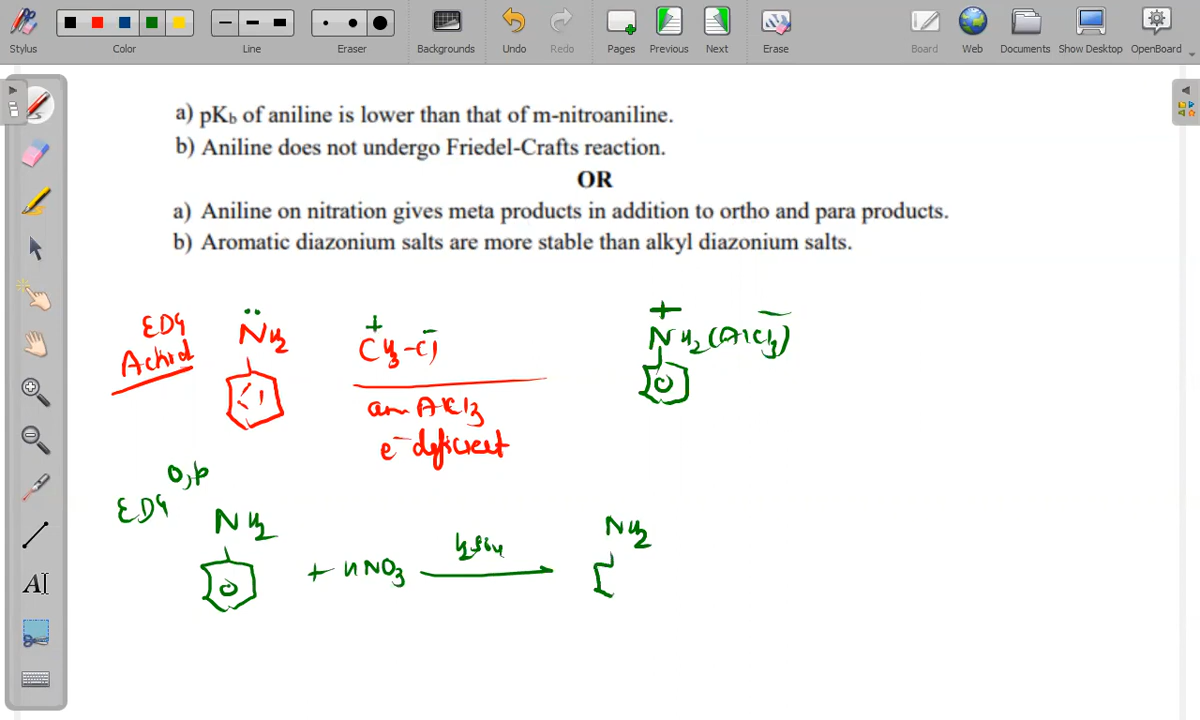 Stylus Color Line Eraser Backgrounds Undo Redo Pages Previous Next Erase Board Web Documents Show Desktop OpenBoard
a) pKb of aniline is lower than that of m-nitroaniline.
b) Aniline does not undergo Friedel-Crafts reaction.
OR
a) Aniline on nitration gives meta products in addition to ortho and para products.
b) Aromatic diazonium salts are more stable than alkyl diazonium salts.
EDG
N̈H2
CH3-Cl
+ −
+
NH2(AlCl3)
−
an AlCl3
e- deficient
O,p
EDG
NH2
+ HNO3
H2SO4
NH2
AI